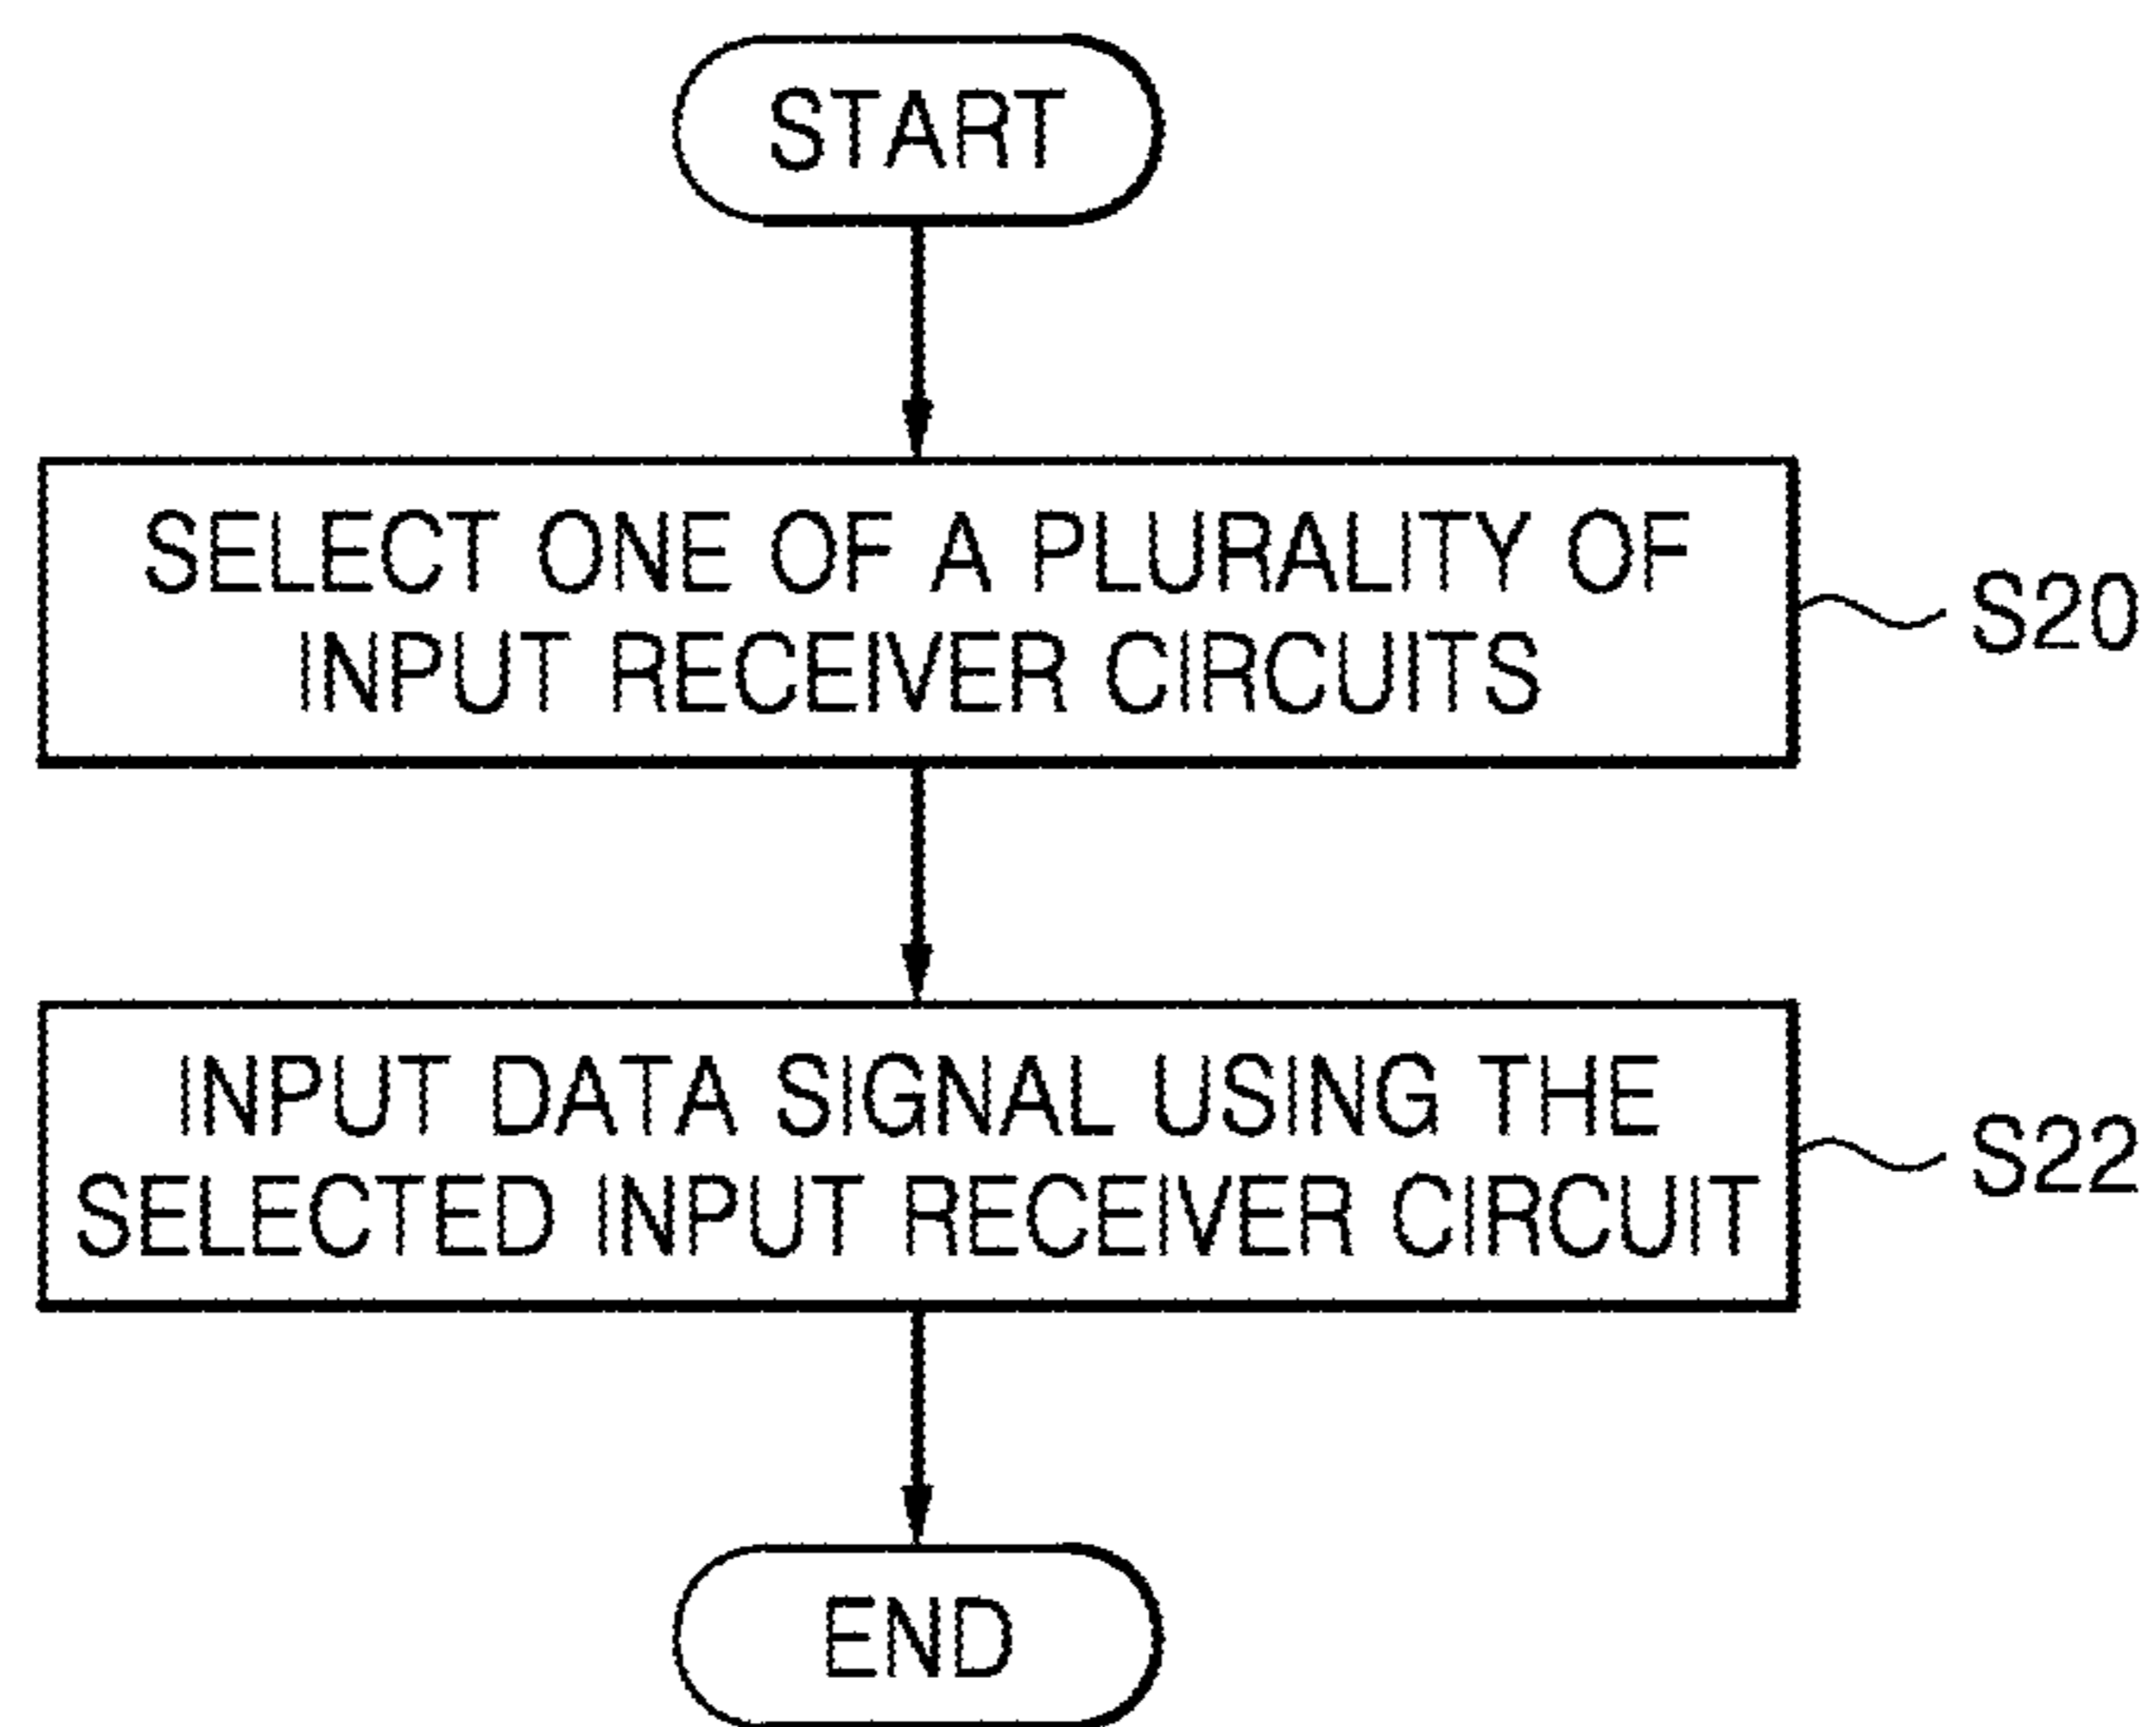 START
SELECT ONE OF A PLURALITY OF
INPUT RECEIVER CIRCUITS
S20
INPUT DATA SIGNAL USING THE
SELECTED INPUT RECEIVER CIRCUIT
S22
END